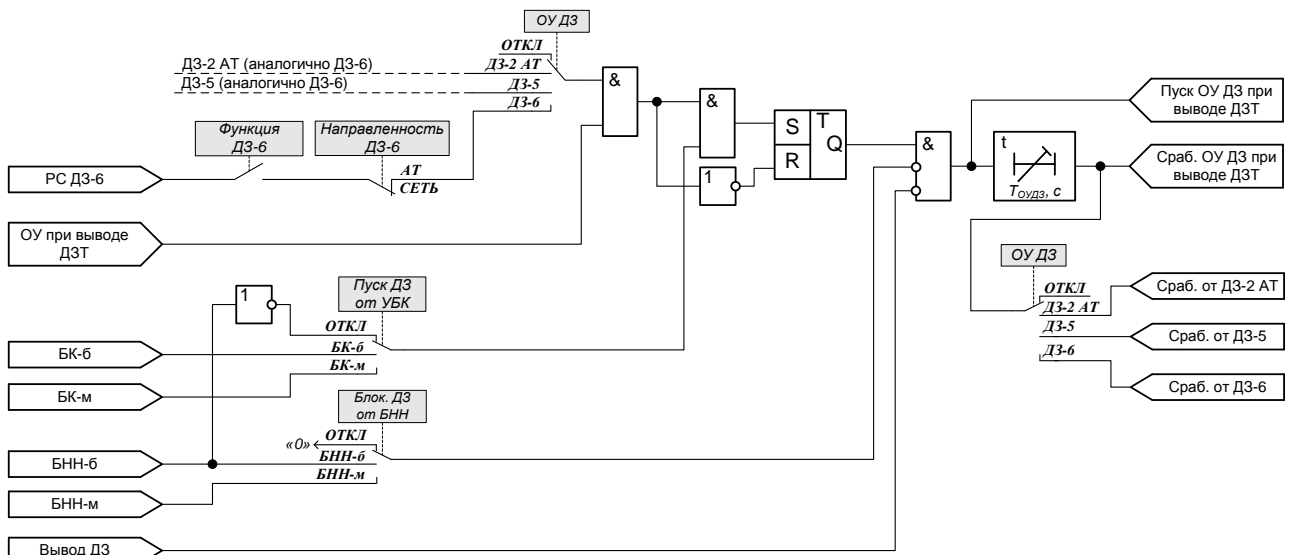 ОУ ДЗ
ОТКЛ
ДЗ-2 АТ (аналогично ДЗ-6)
ДЗ-2 АТ
ДЗ-5 (аналогично ДЗ-6)
ДЗ-5
ДЗ-6
&
&
Функция
ДЗ-6
Направленность
ДЗ-6
РС ДЗ-6
АТ
СЕТЬ
1
S
T
Q
R
&
t
TОУДЗ, с
Пуск ОУ ДЗ при
выводе ДЗТ
Сраб. ОУ ДЗ при
выводе ДЗТ
ОУ при выводе
ДЗТ
ОУ ДЗ
ОТКЛ
ДЗ-2 АТ
ДЗ-5
ДЗ-6
Сраб. от ДЗ-2 АТ
Сраб. от ДЗ-5
Сраб. от ДЗ-6
1
Пуск ДЗ
от УБК
ОТКЛ
БК-б
БК-м
БК-б
БК-м
Блок. ДЗ
от БНН
«0»
ОТКЛ
БНН-б
БНН-м
БНН-б
БНН-м
Вывод ДЗ